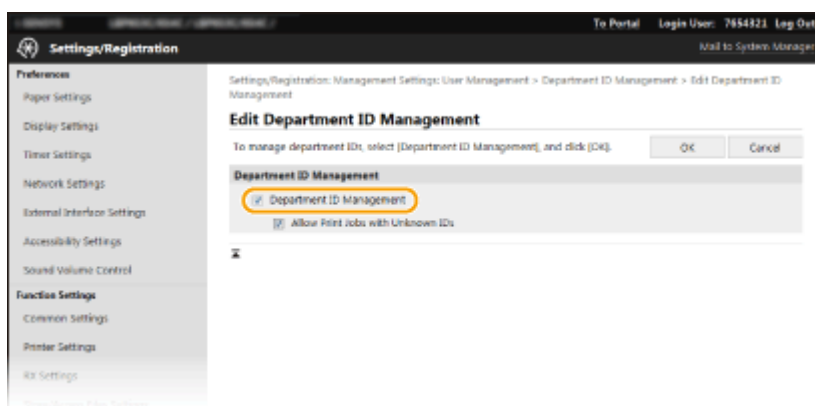 To Portal Login User: 7654321 Log Out
Settings/Registration
Mail to System Manager
Preferences
Paper Settings
Display Settings
Timer Settings
Network Settings
External Interface Settings
Accessibility Settings
Sound Volume Control
Function Settings
Common Settings
Printer Settings
RX Settings
Settings/Registration: Management Settings: User Management > Department ID Management > Edit Department ID
Management
Edit Department ID Management
To manage department IDs, select [Department ID Management], and click [OK].
OK
Cancel
Department ID Management
Department ID Management
Allow Print Jobs with Unknown IDs